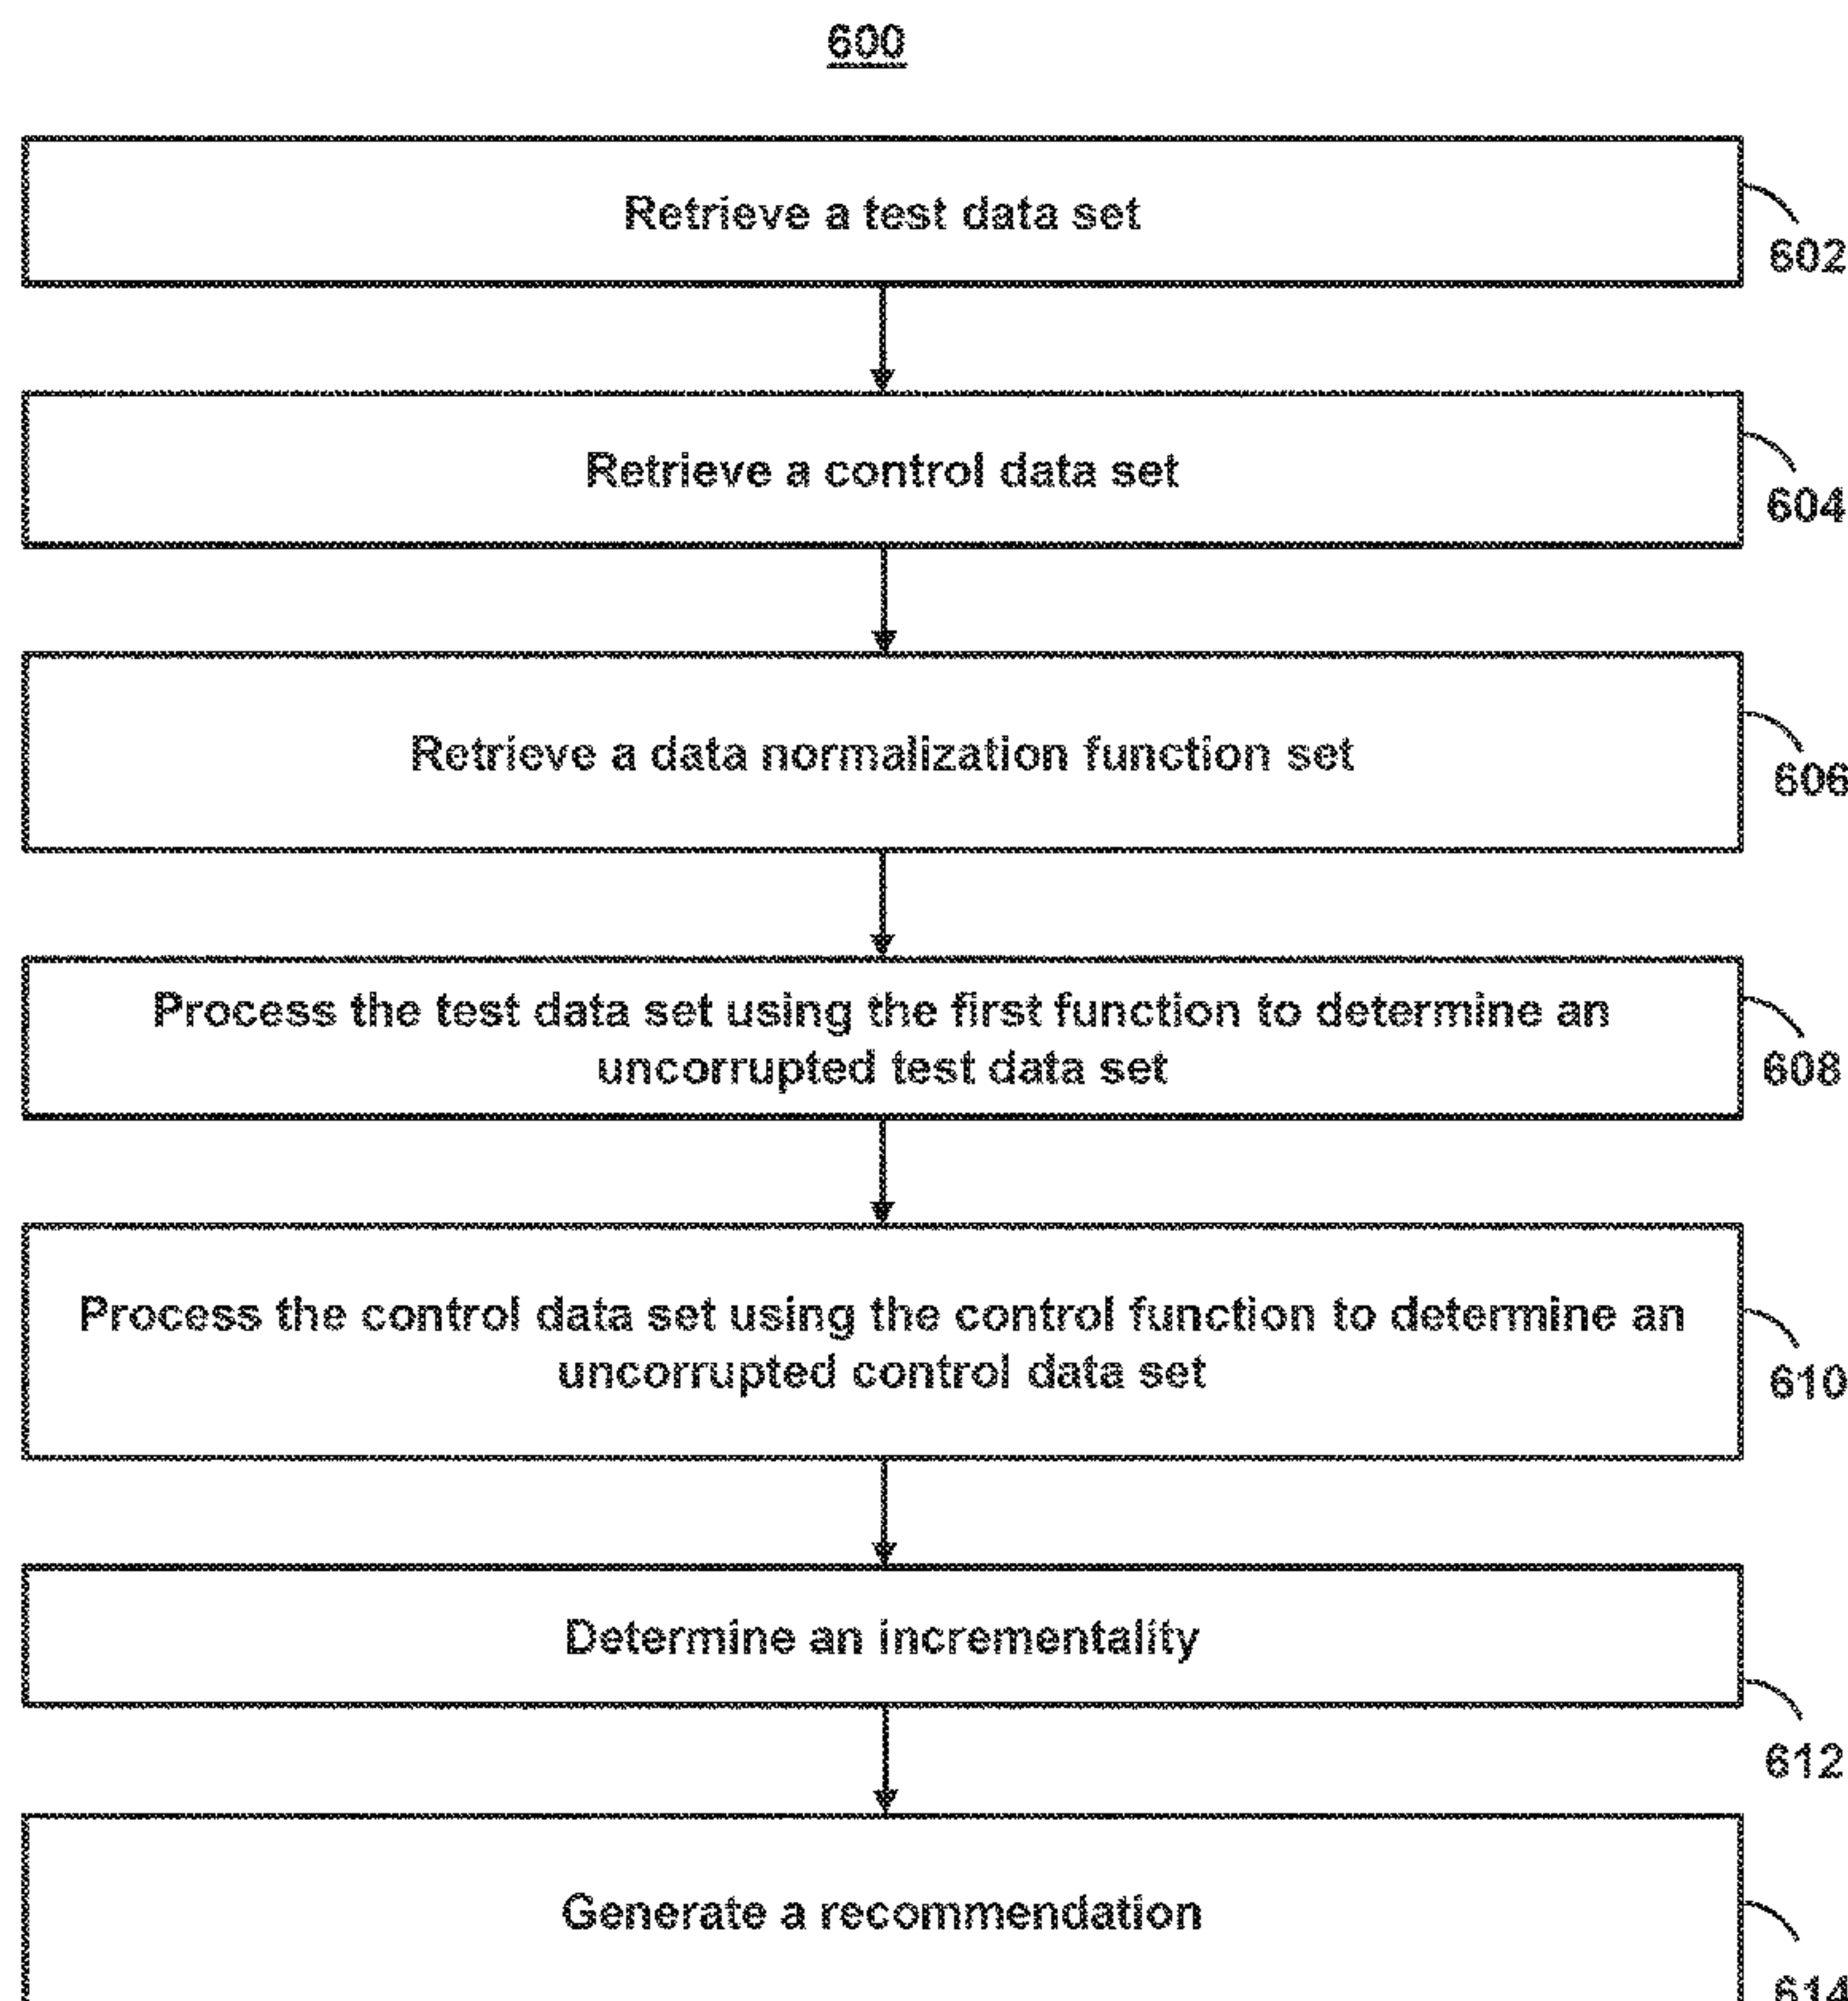 600
Retrieve a test data set
602
Retrieve a control data set
604
Retrieve a data normalization function set
606
Process the test data set using the first function to determine an
uncorrupted test data set
608
Process the control data set using the control function to determine an
uncorrupted control data set
610
Determine an incrementality
612
Generate a recommendation
614